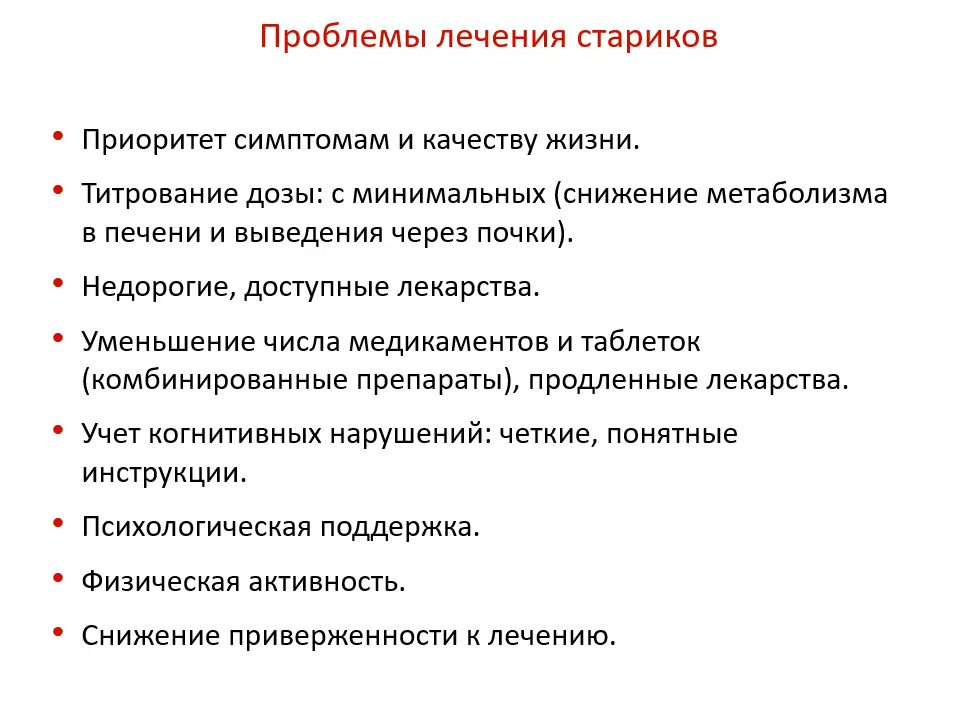 Проблемы лечения стариков
• Приоритет симптомам и качеству жизни.
• Титрование дозы: с минимальных (снижение метаболизма
в печени и выведения через почки).
• Недорогие, доступные лекарства.
• Уменьшение числа медикаментов и таблеток
(комбинированные препараты), продленные лекарства.
• Учет когнитивных нарушений: четкие, понятные
инструкции.
• Психологическая поддержка.
• Физическая активность.
• Снижение приверженности к лечению.